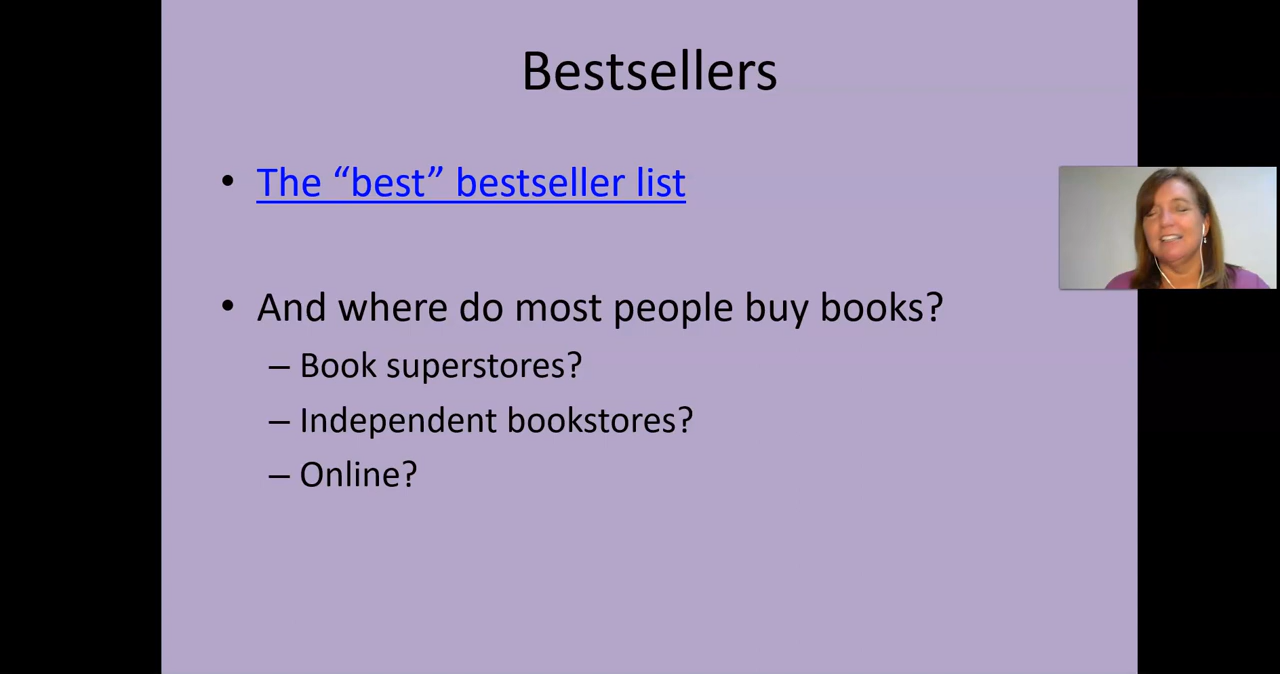 Bestsellers
• The “best” bestseller list
• And where do most people buy books?
– Book superstores?
– Independent bookstores?
– Online?